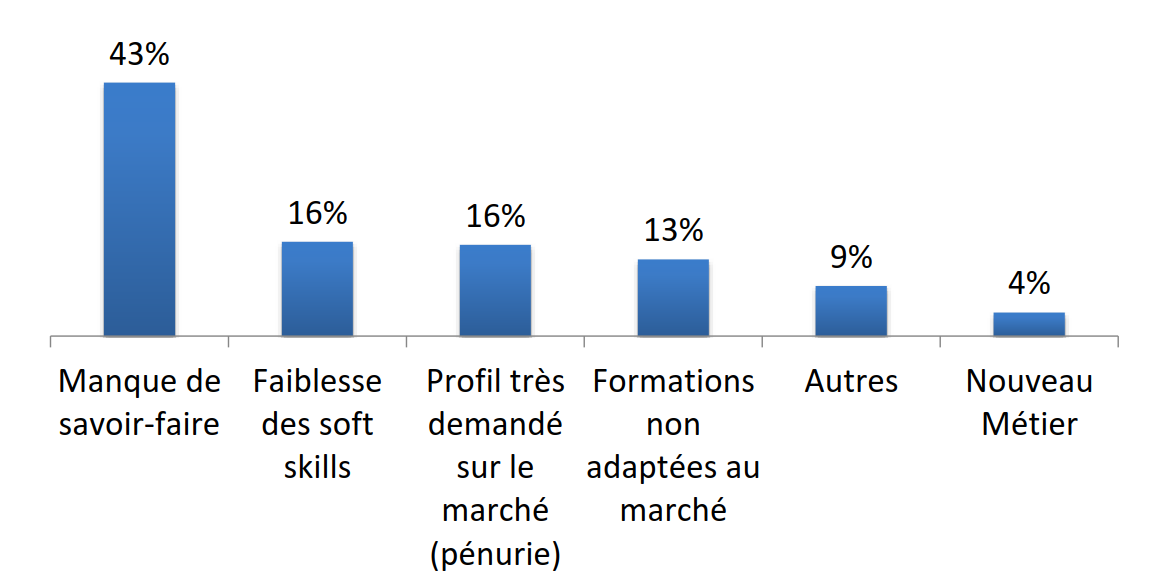 43%
16%
16%
13%
9%
4%
Manque de
savoir-faire
Faiblesse
des soft
skills
Profil très
demandé
sur le
marché
(pénurie)
Formations
non
adaptées au
marché
Autres
Nouveau
Métier